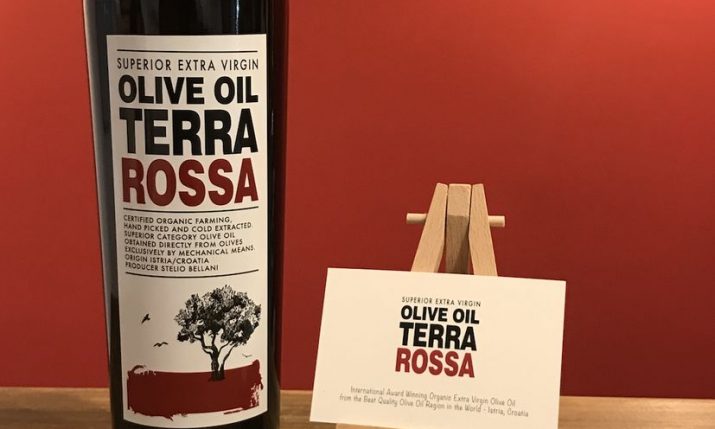 SUPERIOR EXTRA VIRGIN
OLIVE OIL
TERRA
ROSSA
CERTIFIED ORGANIC FARMING,
HAND PICKED AND COLD EXTRACTED.
SUPERIOR CATEGORY OLIVE OIL
OBTAINED DIRECTLY FROM OLIVES
EXCLUSIVELY BY MECHANICAL MEANS.
ORIGIN ISTRIA/CROATIA
PRODUCER STELIO BELLANI
SUPERIOR EXTRA VIRGIN
OLIVE OIL
TERRA
ROSSA
International Award Winning Organic Extra Virgin Olive Oil
from the Best Quality Olive Oil Region in the World - Istria, Croatia